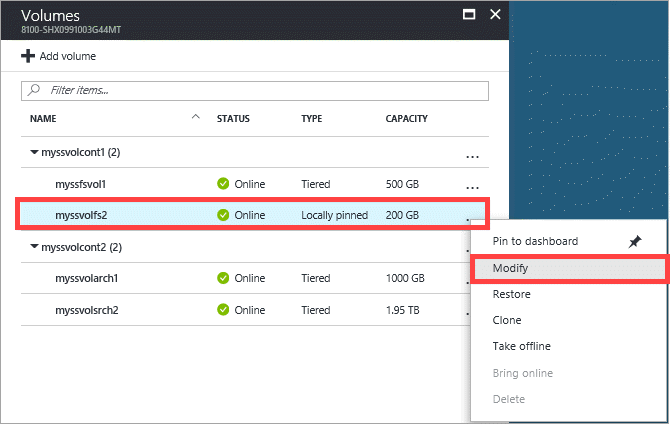 Volumes
8100-SHX0991003G44MT
Add volume
Filter items...
NAME STATUS TYPE CAPACITY
myssvolcont1 (2) ...
myssfsvol1 Online Tiered 500 GB ...
myssvolfs2 Online Locally pinned 200 GB
myssvolcont2 (2)
myssvolarch1 Online Tiered 1000 GB
myssvolsrch2 Online Tiered 1.95 TB
Pin to dashboard
Modify
Restore
Clone
Take offline
Bring online
Delete